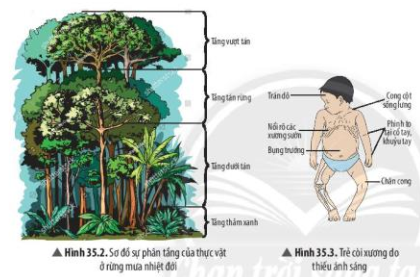 Tầng vượt tán
Tầng tán rừng
Tầng dưới tán
Tầng thảm xanh
▲ Hình 35.2. Sơ đồ sự phân tầng của thực vật
ở rừng mưa nhiệt đới
Trán dô
Nổi rõ các
xương sườn
Bụng trướng
Cong cột
sống lưng
Phình to
tại cổ tay,
khuỷu tay
Chân cong
▲ Hình 35.3. Trẻ còi xương do
thiếu ánh sáng